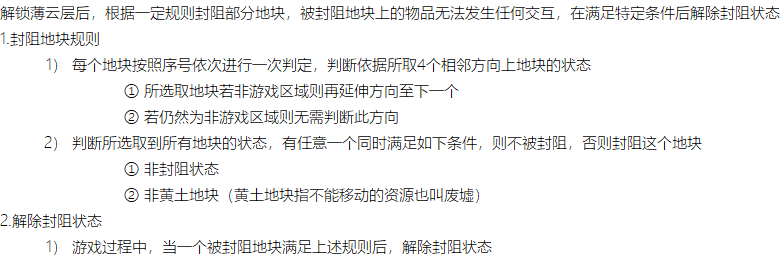 解锁薄云层后，根据一定规则封阻部分地块，被封阻地块上的物品无法发生任何交互，在满足特定条件后解除封阻状态
1.封阻地块规则
1） 每个地块按照序号依次进行一次判定，判断依据所取4个相邻方向上地块的状态
① 所选取地块若非游戏区域则再延伸方向至下一个
② 若仍然为非游戏区域则无需判断此方向
2） 判断所选取到所有地块的状态，有任意一个同时满足如下条件，则不被封阻，否则封阻这个地块
① 非封阻状态
② 非黄土地块（黄土地块指不能移动的资源也叫废墟）
2.解除封阻状态
1） 游戏过程中，当一个被封阻地块满足上述规则后，解除封阻状态